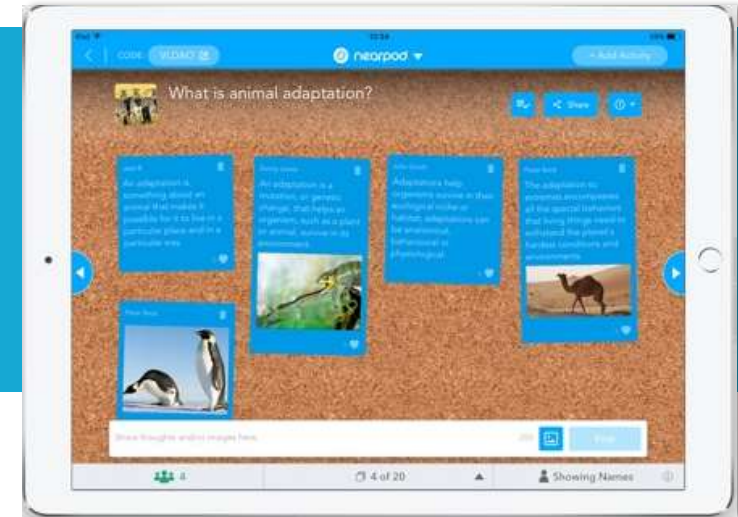 CODE: VLDAO
nearpod
+ Add Activity
What is animal adaptation?
Share
An adaptation is
something about an
animal that makes it
possible for it to live in a
particular place and in a
particular way
An adaptation is a
mutation, or genetic
change, that helps an
organism, such as a plant
or animal, survive in its
environment
Adaptations help
organisms survive in their
ecological niche or
habitat; adaptations can
be anatomical,
behavioural or
physiological
The adaptation to
extremes encompasses
all the special
that living things need to
withstand the planet's
harshest conditions and
environments
Share thoughts and/or images here
Post
4
4 of 20
Showing Names